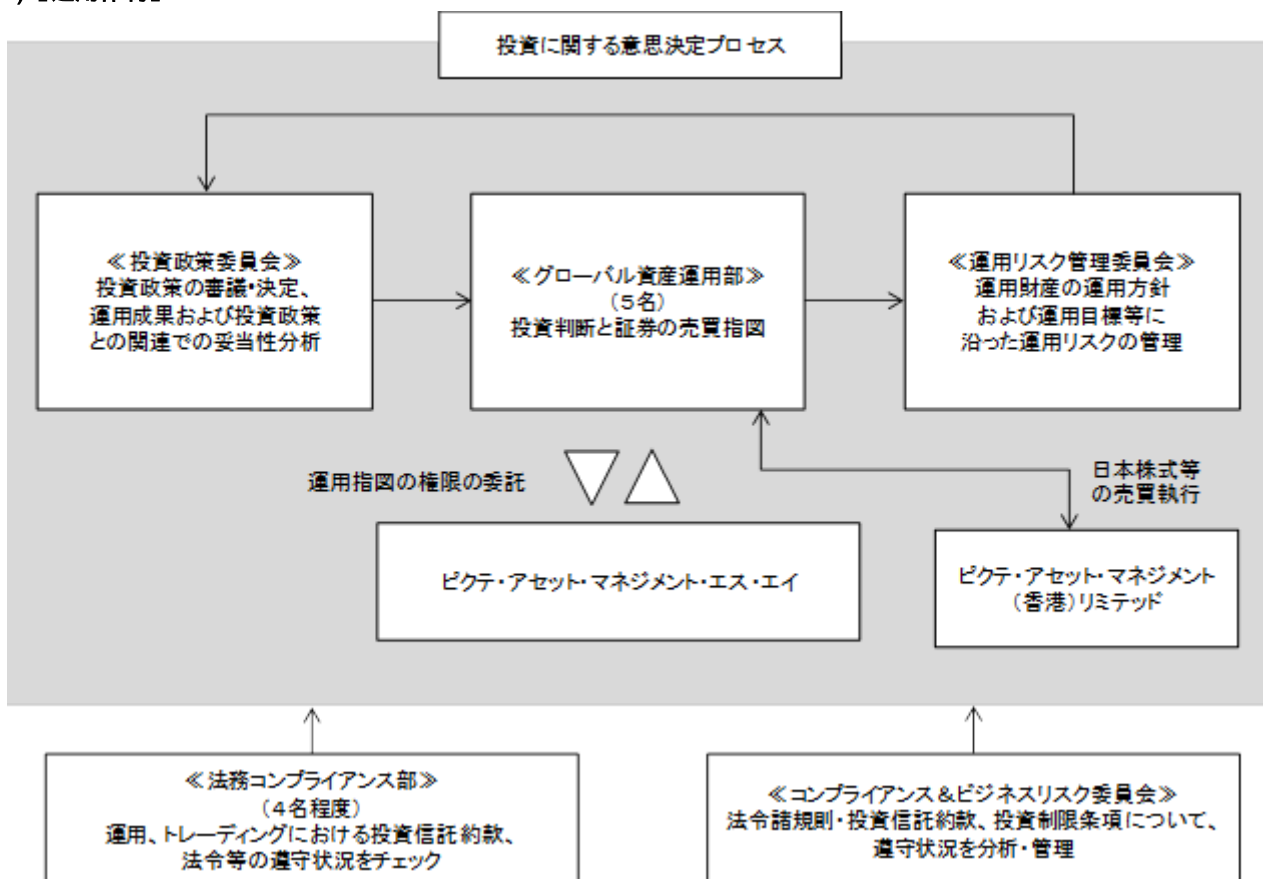 投資に関する意思決定プロセス
≪投資政策委員会≫
投資政策の審議・決定、
運用成果および投資政策
との関連での妥当性分析
≪グローバル資産運用部≫
（５名）
投資判断と証券の売買指図
≪運用リスク管理委員会≫
運用財産の運用方針
および運用目標等に
沿った運用リスクの管理
運用指図の権限の委託
日本株式等
の売買執行
ピクテ・アセット・マネジメント・エス・エイ
ピクテ・アセット・マネジメント
（香港）リミテッド
≪法務コンプライアンス部≫
（４名程度）
運用、トレーディングにおける投資信託約款、
法令等の遵守状況をチェック
≪コンプライアンス＆ビジネスリスク委員会≫
法令諸規則・投資信託約款、投資制限条項について、
遵守状況を分析・管理